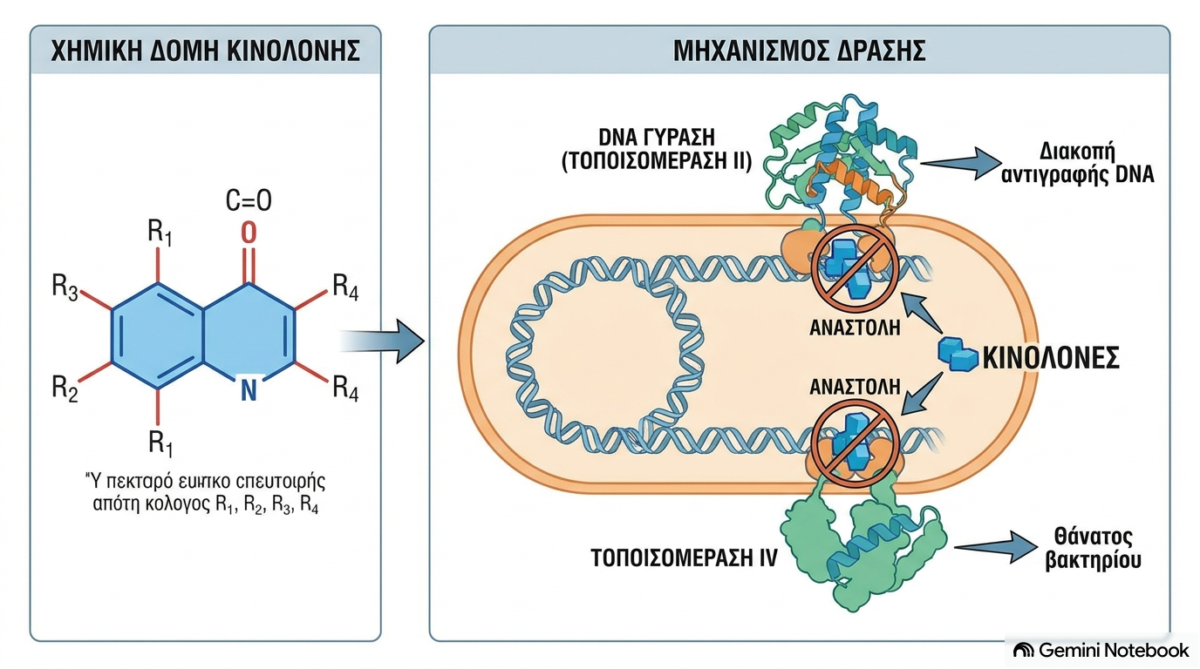 ΧΗΜΙΚΗ ΔΟΜΗ ΚΙΝΟΛΟΝΗΣ
C=O
O
R₁
R₃
R₄
R₂
N
R₄
R₁
Ύ πεκταρό ευιτκο σπευτοιρής
απότη κολογος R₁, R₂, R₃, R₄
ΜΗΧΑΝΙΣΜΟΣ ΔΡΑΣΗΣ
DNA ΓΥΡΑΣΗ
(ΤΟΠΟΙΣΟΜΕΡΑΣΗ II)
Διακοπή
αντιγραφής DNA
ΑΝΑΣΤΟΛΗ
ΚΙΝΟΛΟΝΕΣ
ΑΝΑΣΤΟΛΗ
ΤΟΠΟΙΣΟΜΕΡΑΣΗ IV
Θάνατος
βακτηρίου
Gemini Notebook